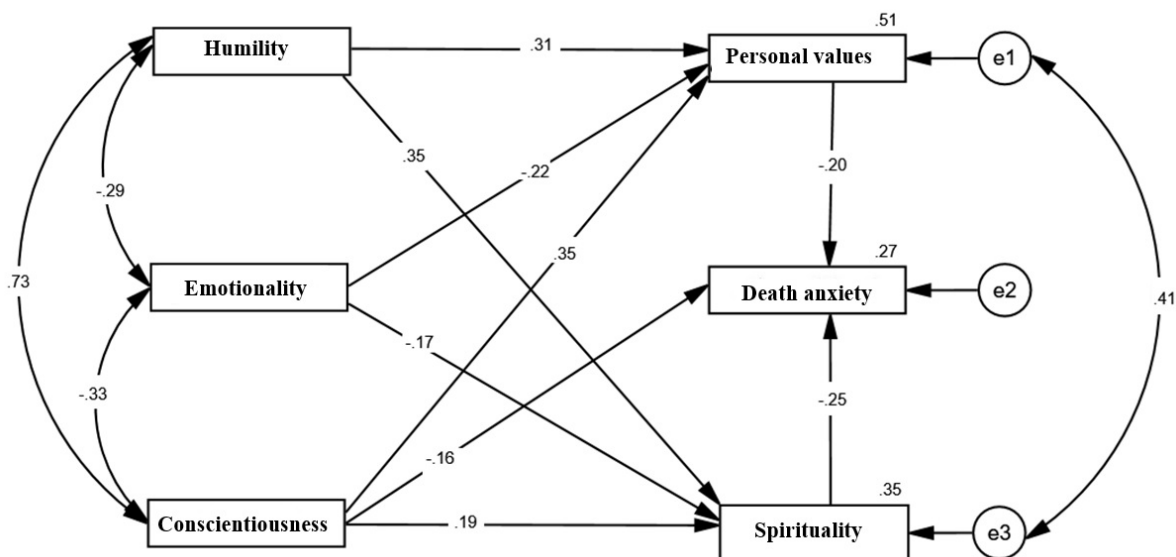 .51
Humility
.31
Personal values
e1
.35
-.22
-.20
-.29
.35
.27
.73
Emotionality
Death anxiety
e2
.41
-.17
-.33
-.25
-.16
.35
Conscientiousness
.19
Spirituality
e3